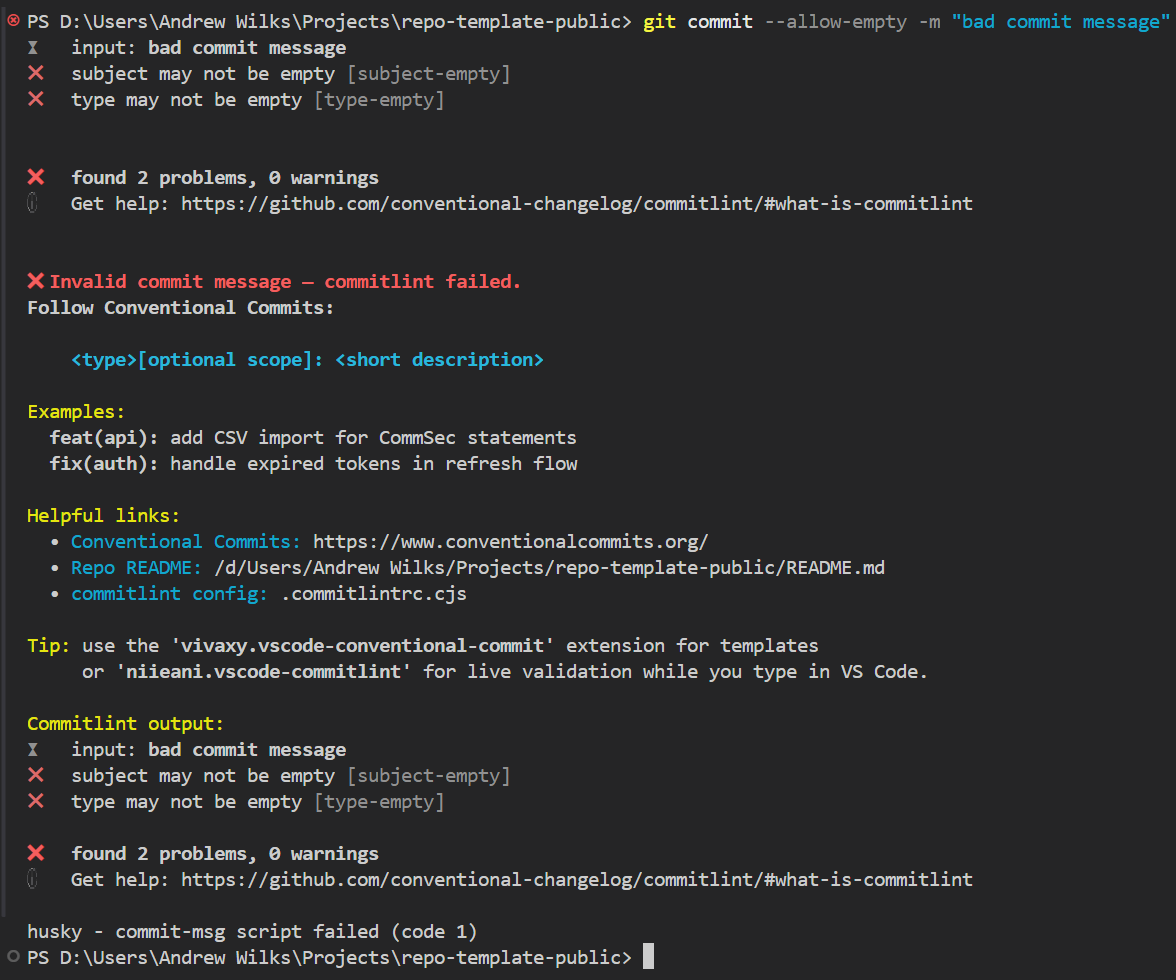 PS D:\Users\Andrew Wilks\Projects\repo-template-public> git commit --allow-empty -m "bad commit message"
⧗   input: bad commit message
✖   subject may not be empty [subject-empty]
✖   type may not be empty [type-empty]
✖   found 2 problems, 0 warnings
ⓘ   Get help: https://github.com/conventional-changelog/commitlint/#what-is-commitlint
❌ Invalid commit message — commitlint failed.
Follow Conventional Commits:
<type>[optional scope]: <short description>
Examples:
feat(api): add CSV import for CommSec statements
fix(auth): handle expired tokens in refresh flow
Helpful links:
• Conventional Commits: https://www.conventionalcommits.org/
• Repo README: /d/Users/Andrew Wilks/Projects/repo-template-public/README.md
• commitlint config: .commitlintrc.cjs
Tip: use the 'vivaxy.vscode-conventional-commit' extension for templates
or 'niieani.vscode-commitlint' for live validation while you type in VS Code.
Commitlint output:
⧗   input: bad commit message
✖   subject may not be empty [subject-empty]
✖   type may not be empty [type-empty]
✖   found 2 problems, 0 warnings
ⓘ   Get help: https://github.com/conventional-changelog/commitlint/#what-is-commitlint
husky - commit-msg script failed (code 1)
PS D:\Users\Andrew Wilks\Projects\repo-template-public>